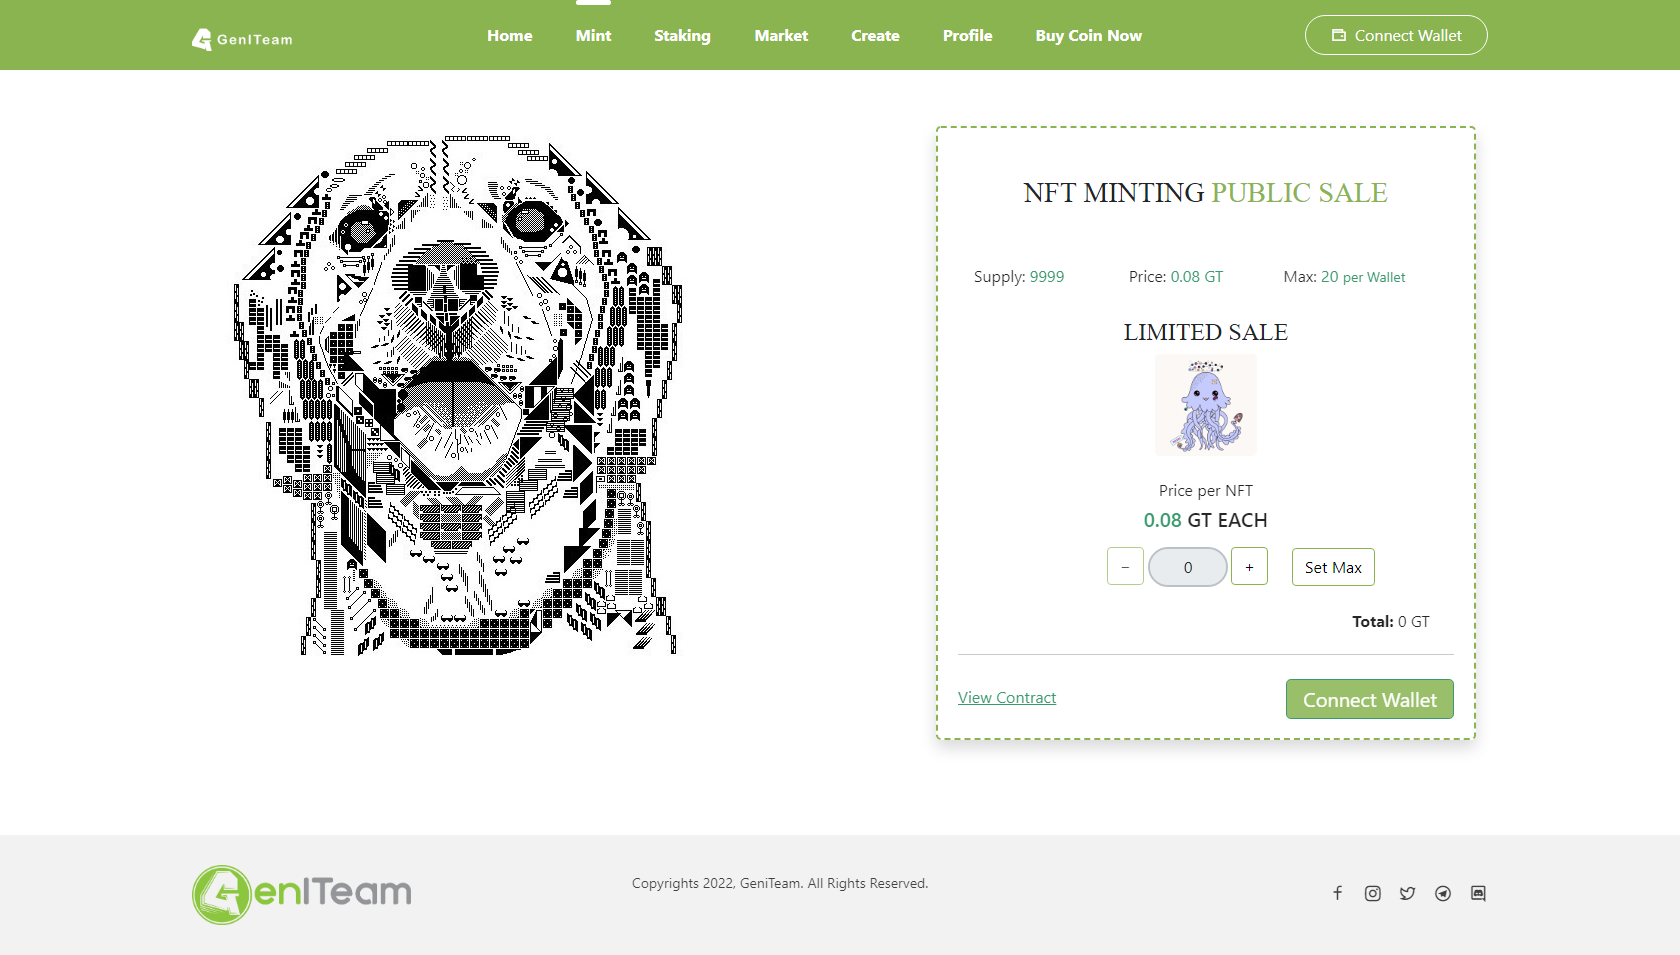 GenITeam
Home Mint Staking Market Create Profile Buy Coin Now
Connect Wallet
NFT MINTING PUBLIC SALE
Supply: 9999 Price: 0.08 GT Max: 20 per Wallet
LIMITED SALE
Price per NFT
0.08 GT EACH
− 0 + Set Max
Total: 0 GT
View Contract Connect Wallet
GenITeam
Copyrights 2022, GeniTeam. All Rights Reserved.